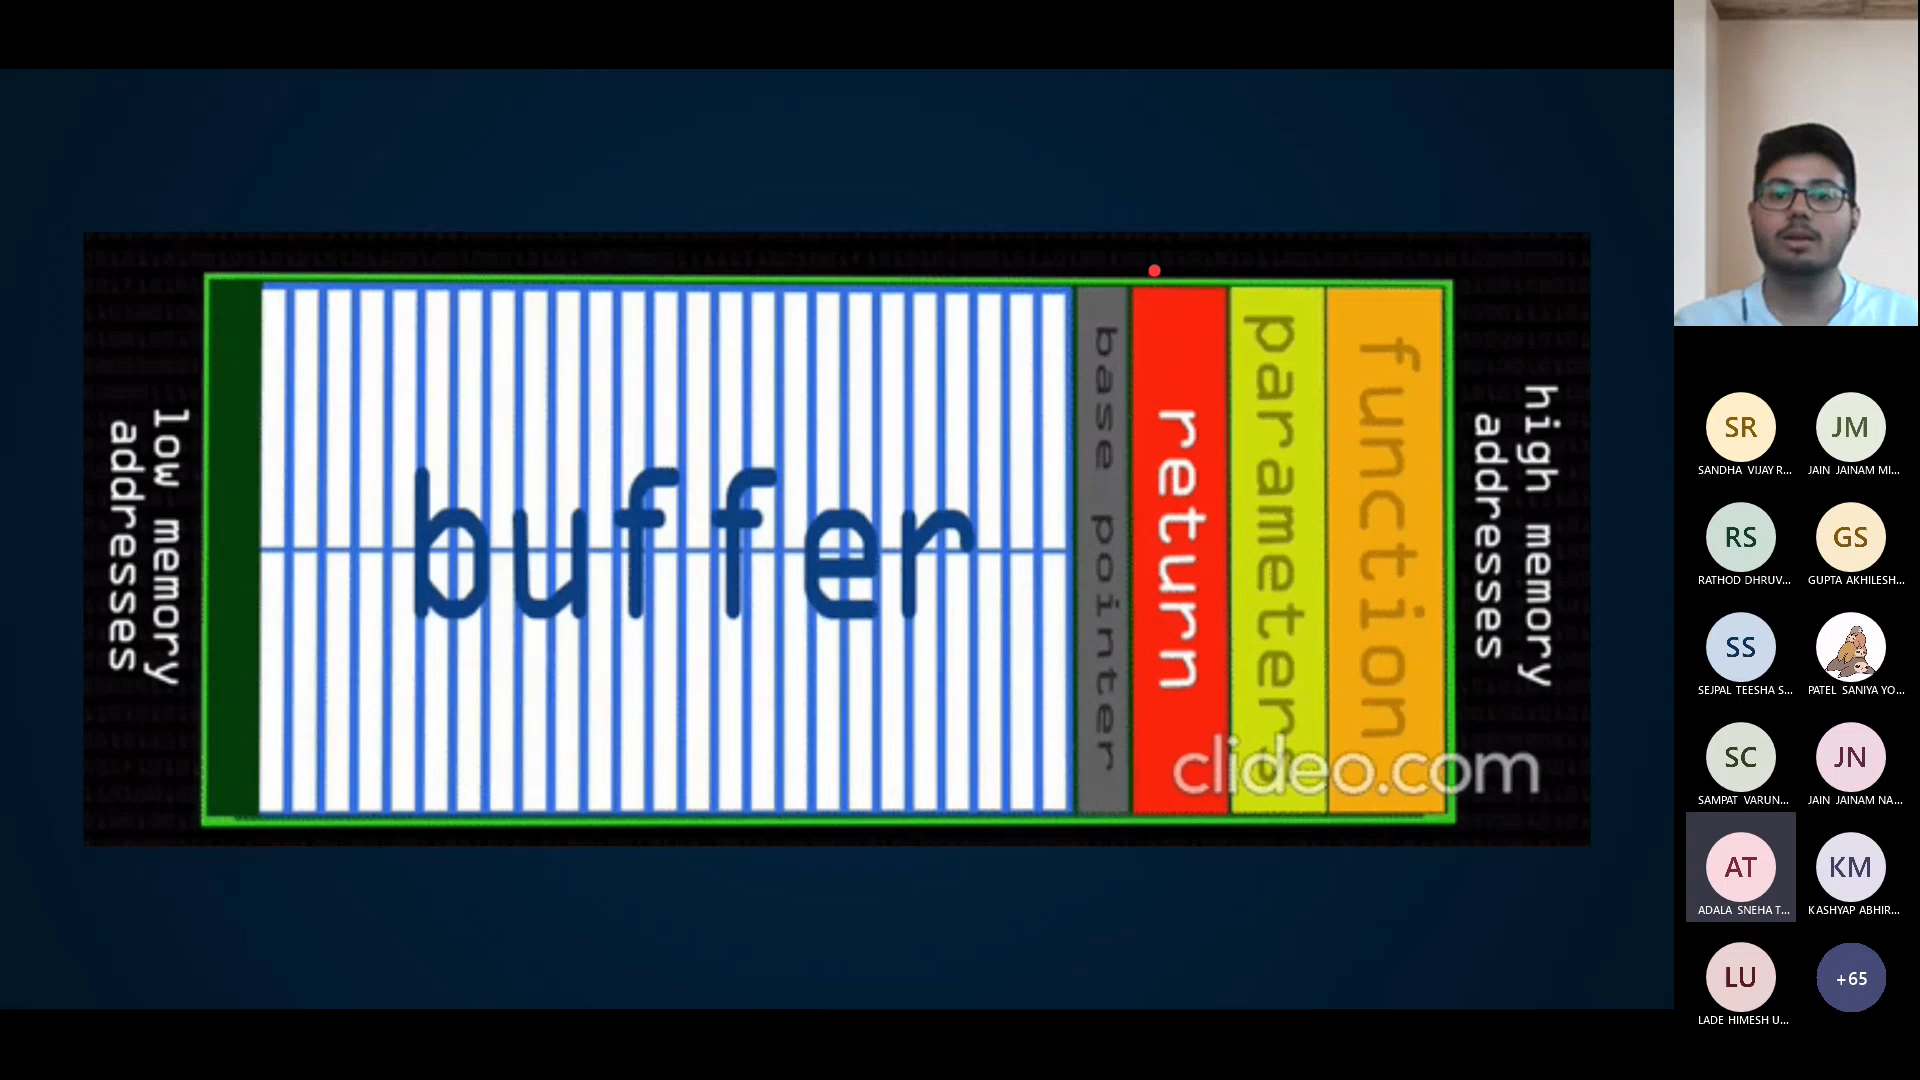 low memory
addresses
buffer
base pointer
return
parameters
function
high memory
addresses
clideo.com
SR
SANDHA VIJAY R...
JM
JAIN JAINAM MI...
RS
RATHOD DHRUV...
GS
GUPTA AKHILESH...
SS
SEJPAL TEESHA S...
PATEL SANIYA YO...
SC
SAMPAT VARUN...
JN
JAIN JAINAM NA...
AT
ADALA SNEHA T...
KM
KASHYAP ABHIR...
LU
LADE HIMESH U...
+65